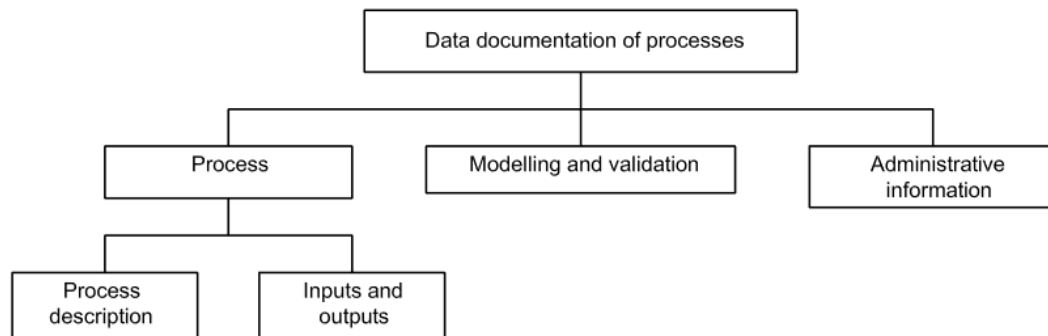 Data documentation of processes
Process
Modelling and validation
Administrative
information
Process
description
Inputs and
outputs